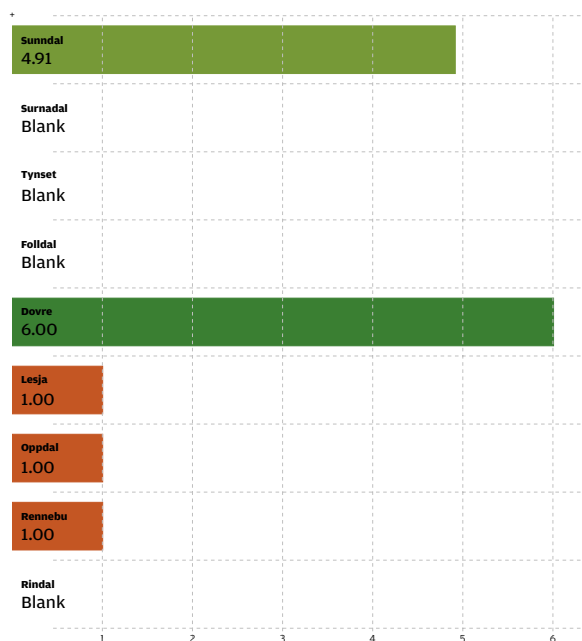 +
Sunndal
4.91
Surnadal
Blank
Tynset
Blank
Folldal
Blank
Dovre
6.00
Lesja
1.00
Oppdal
1.00
Rennebu
1.00
Rindal
Blank
1 2 3 4 5 6